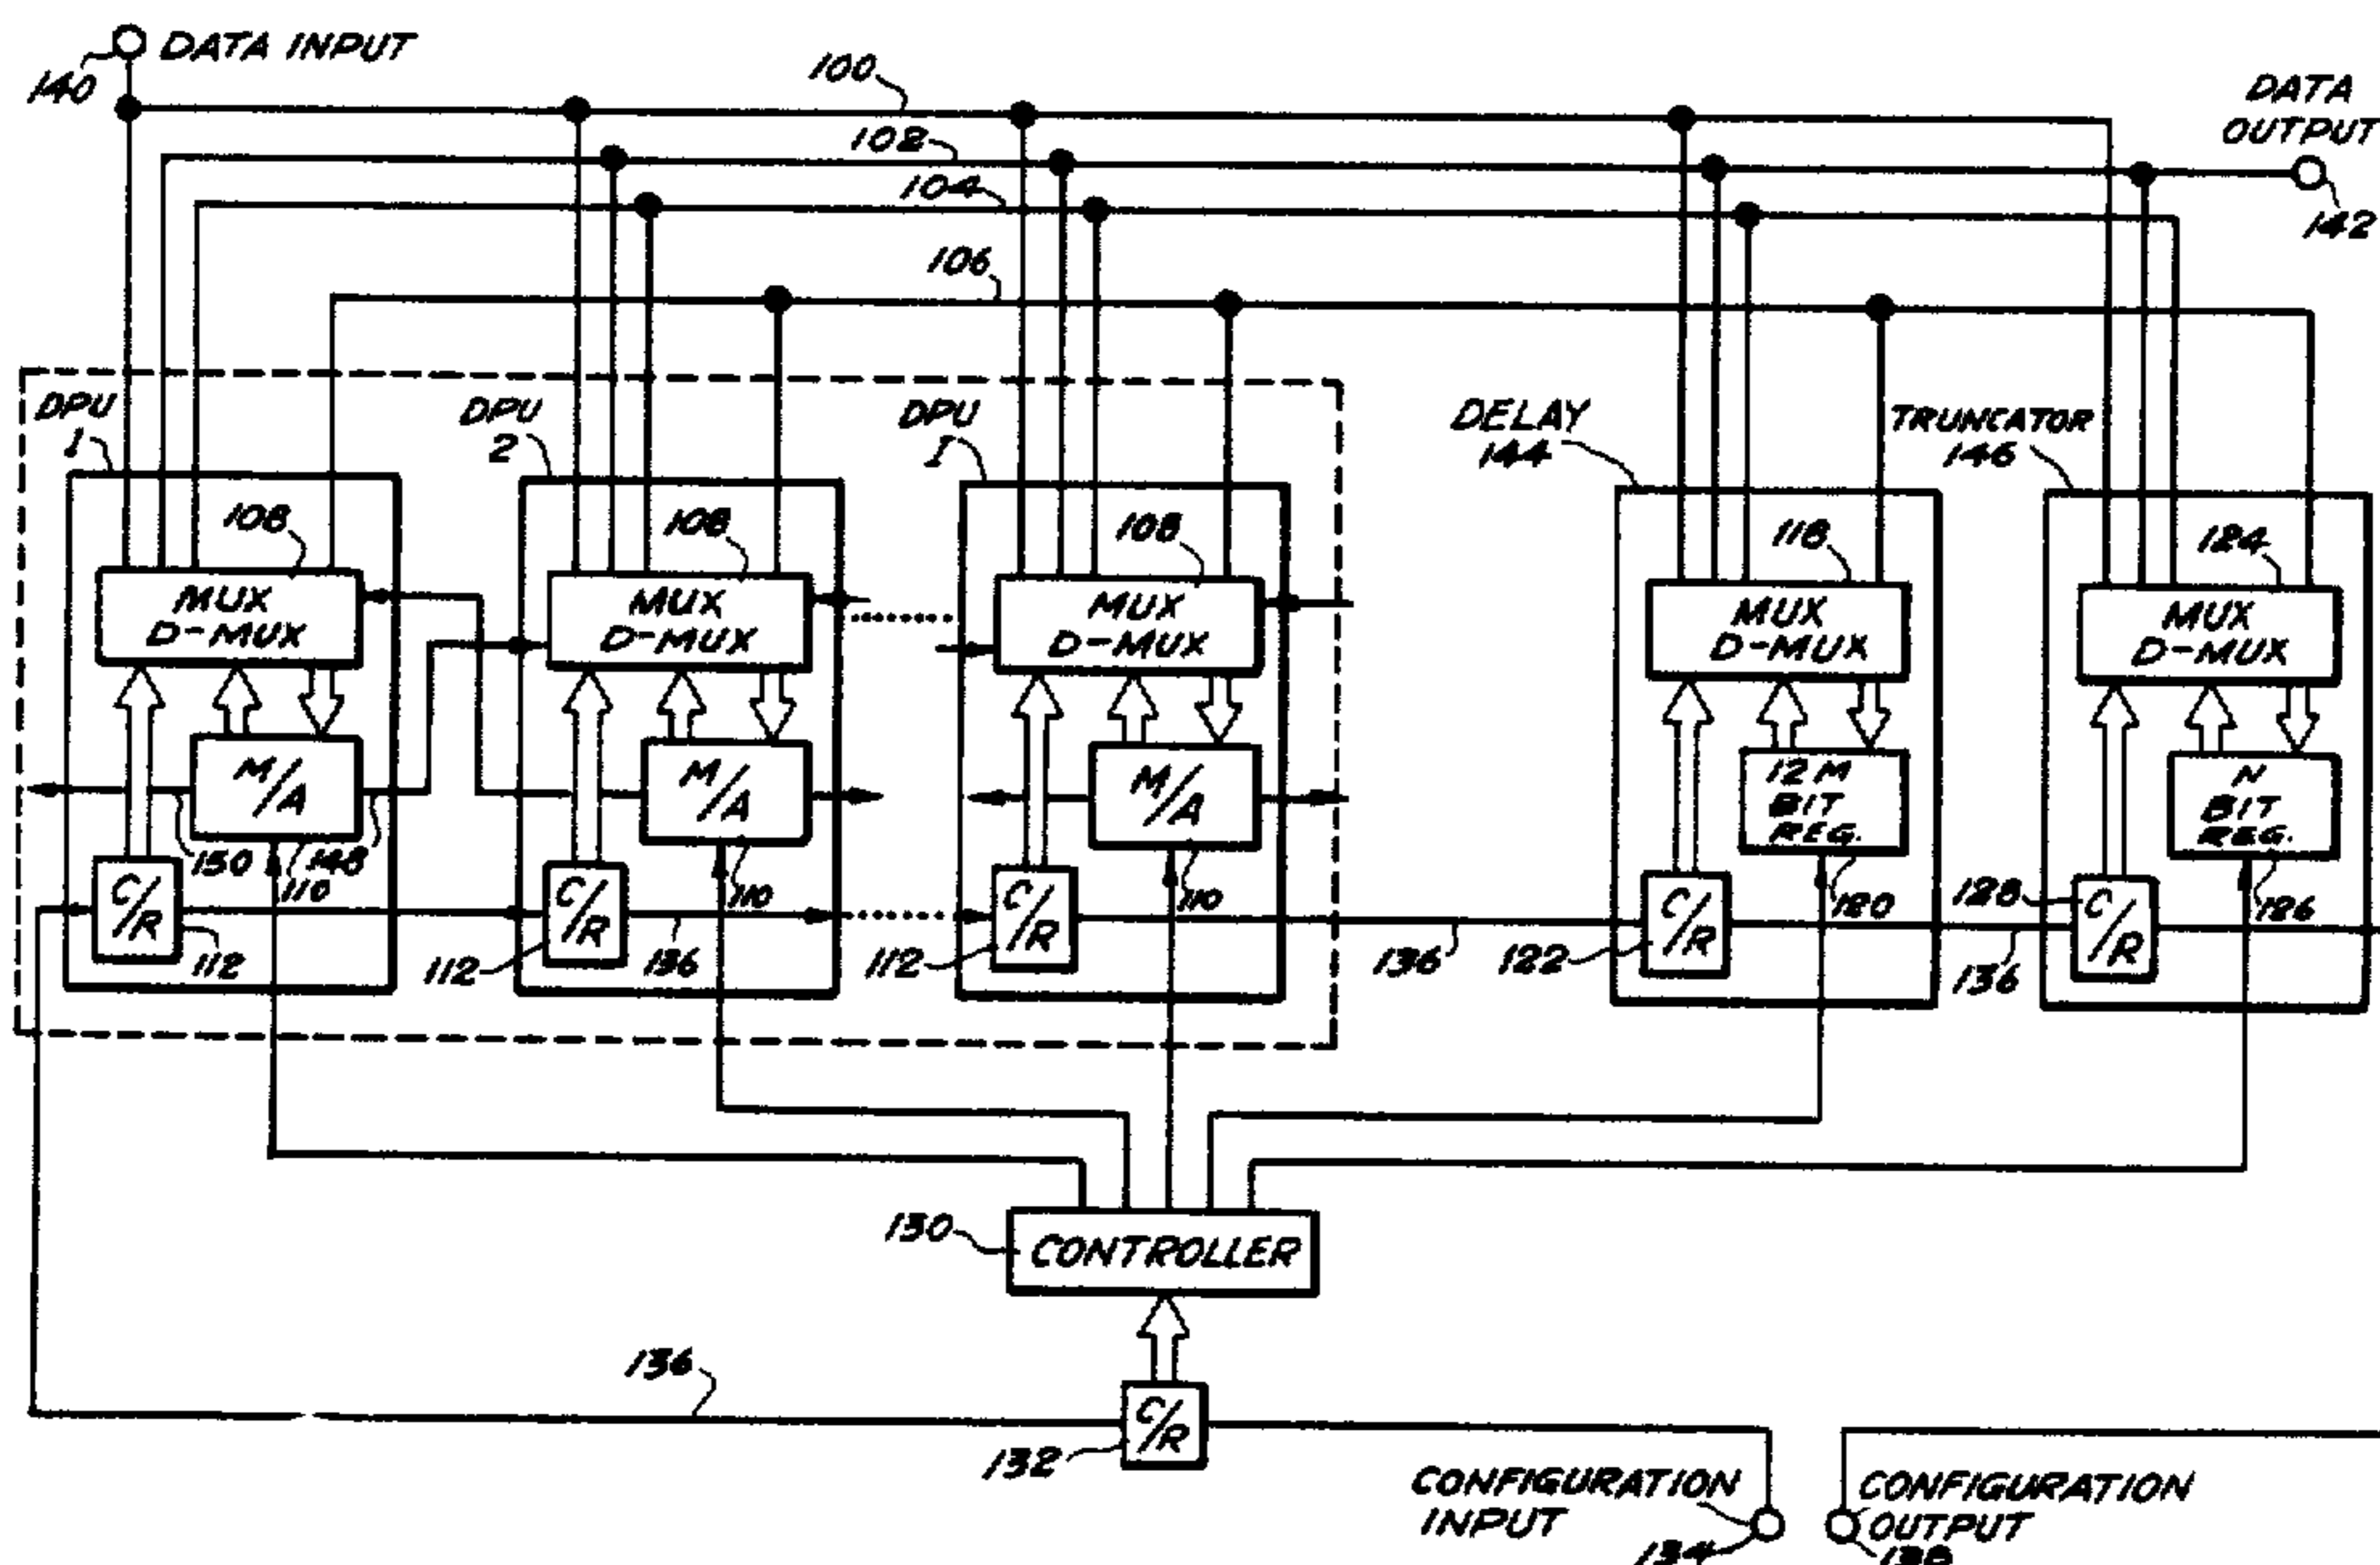 140
DATA INPUT
100
102
104
106
DATA
OUTPUT
142
DPU
1
DPU
2
DPU
I
DELAY
144
TRUNCATOR
146
108
108
108
118
124
MUX
D-MUX
MUX
D-MUX
MUX
D-MUX
MUX
D-MUX
MUX
D-MUX
M/A
M/A
M/A
12 M
BIT
REG.
N
BIT
REG.
150
148
110
110
110
120
126
C/R
C/R
C/R
C/R
128
C/R
112
112
136
112
136
122
136
130
CONTROLLER
136
C/R
132
CONFIGURATION
INPUT
134
CONFIGURATION
OUTPUT
138